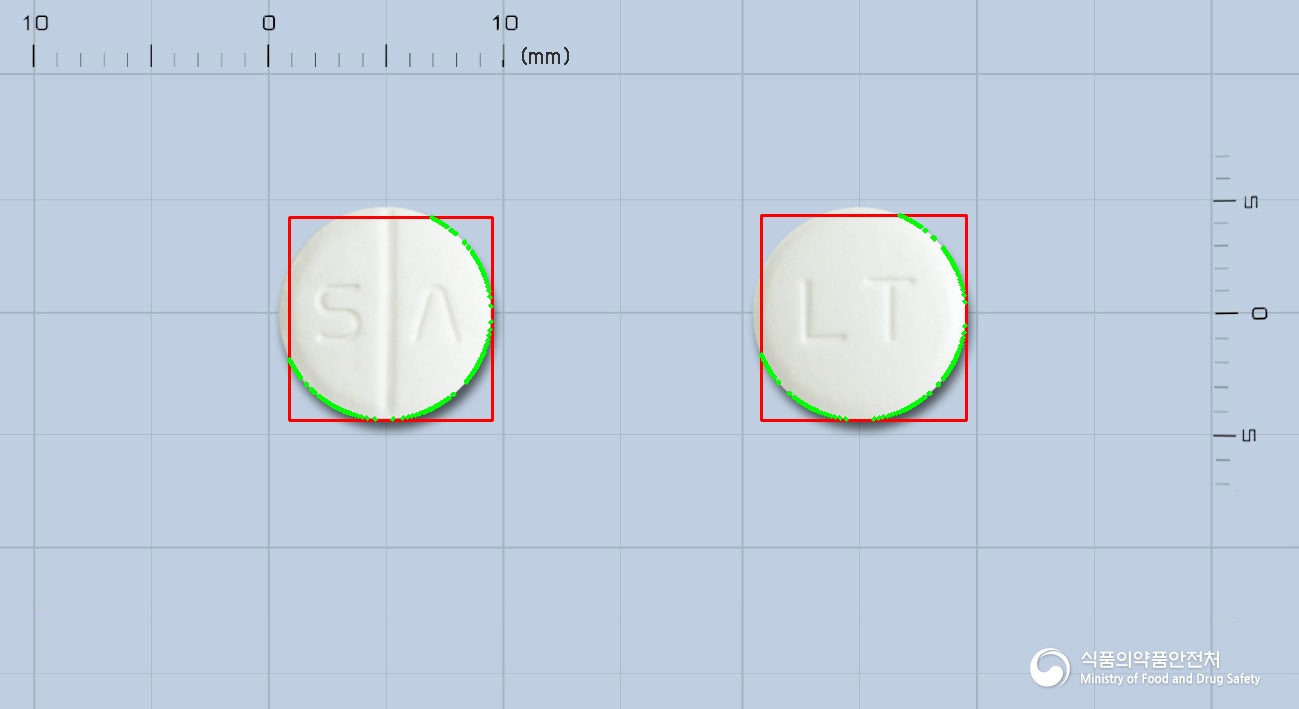 10 0 10
(mm)
5
S A
LT
0
5
식품의약품안전처
Ministry of Food and Drug Safety